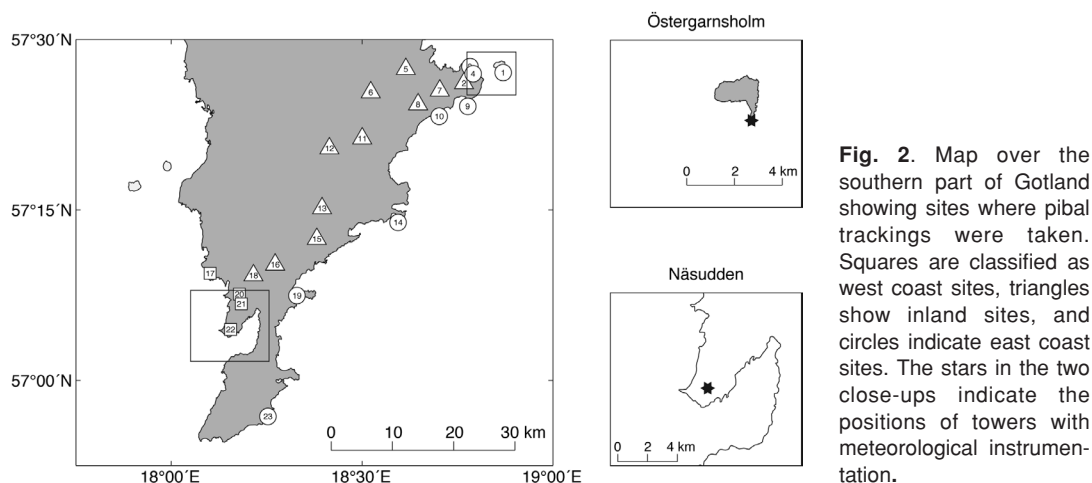 57°30´N
57°15´N
57°00´N
18°00´E
18°30´E
19°00´E
5
4
1
2
6
7
8
9
10
11
12
13
14
15
16
17
18
19
20
21
22
23
0 10 20 30 km
Östergarnsholm
0 2 4 km
Näsudden
0 2 4 km
Fig. 2. Map over the
southern part of Gotland
showing sites where pibal
trackings were taken.
Squares are classified as
west coast sites, triangles
show inland sites, and
circles indicate east coast
sites. The stars in the two
close-ups indicate the
positions of towers with
meteorological instrumen-
tation.